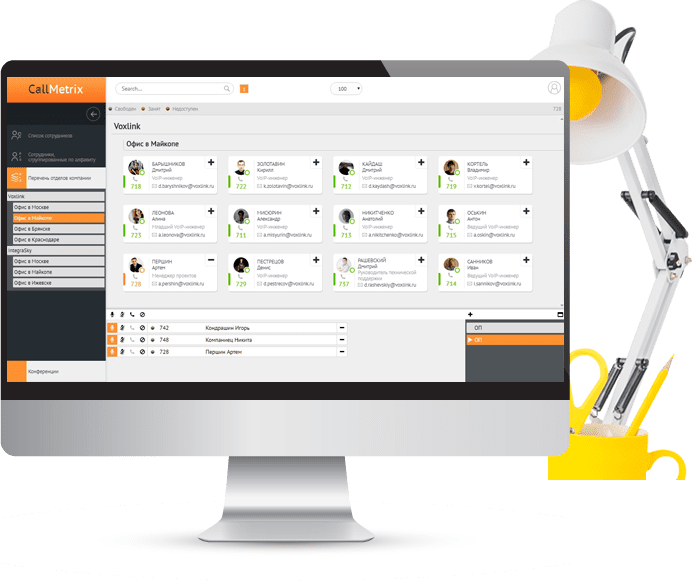 CallMetrix
Search...
100
Свободен
Занят
Недоступен
728
Список сотрудников
Сотрудники,
сгруппированные по алфавиту
Перечень отделов компании
Voxlink
Офис в Москве
Офис в Майкопе
Офис в Брянске
Офис в Краснодаре
IntegraSky
Офис в Москве
Офис в Майкопе
Офис в Ижевске
Конференции
Voxlink
Офис в Майкопе
БАРЫШНИКОВ
Дмитрий
VoIP-инженер
718
d.baryshnikov@voxlink.ru
ЗОЛОТАВИН
Кирилл
VoIP-инженер
722
k.zolotavin@voxlink.ru
КАЙДАШ
Дмитрий
VoIP-инженер
712
d.kaydash@voxlink.ru
КОРТЕЛЬ
Владимир
VoIP-инженер
719
v.kortel@voxlink.ru
ЛЕОНОВА
Алина
Младший VoIP-инженер
723
a.leonova@voxlink.ru
МИСЮРИН
Александр
VoIP-инженер
711
a.misyurin@voxlink.ru
НИКИТЧЕНКО
Анатолий
VoIP-инженер
713
a.nikitchenko@voxlink.ru
ОСЬКИН
Антон
Ведущий VoIP-инженер
715
a.oskin@voxlink.ru
ПЕРШИН
Артем
Менеджер проектов
728
a.pershin@voxlink.ru
ПЕСТРЕЦОВ
Денис
VoIP-инженер
729
d.pestrecov@voxlink.ru
РАШЕВСКИЙ
Дмитрий
Руководитель технической
поддержки
737
d.rashevskiy@voxlink.ru
САННИКОВ
Иван
Ведущий VoIP-инженер
714
i.sannikov@voxlink.ru
742
Кондрашин Игорь
748
Компаниец Никита
728
Першин Артем
ОП
ОП